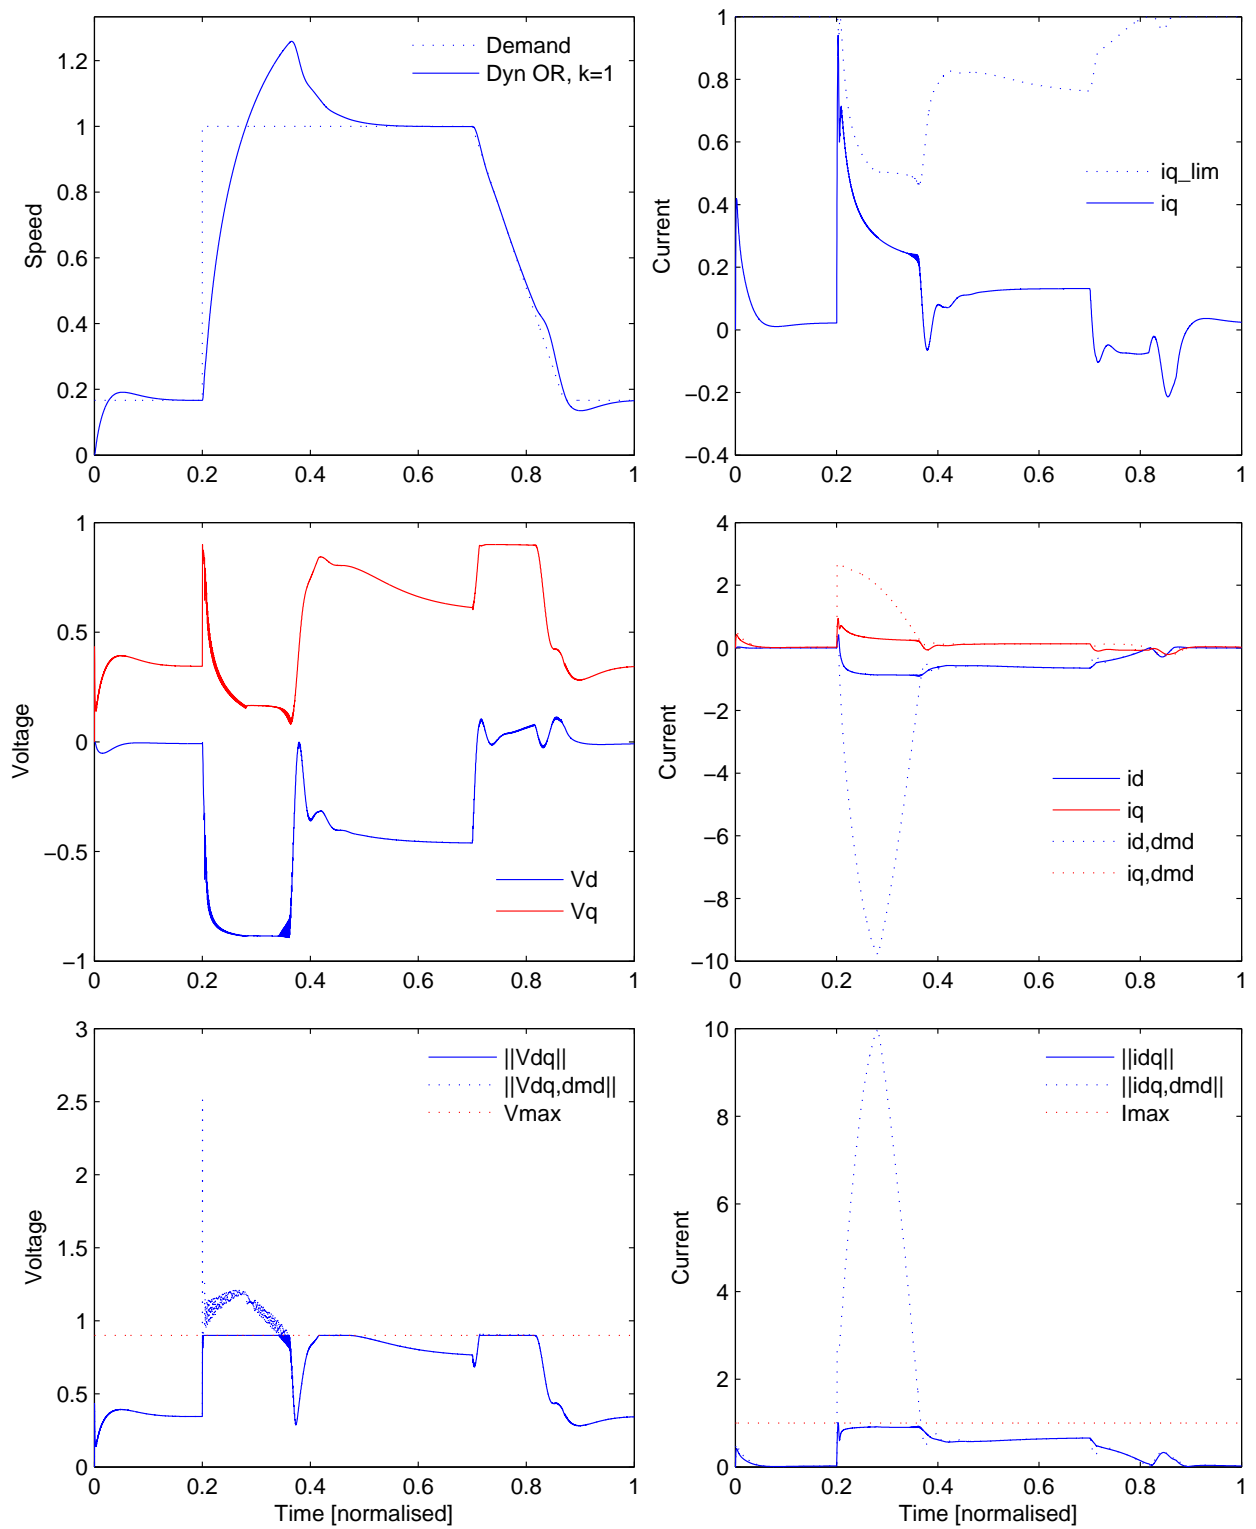 Speed
1.2
1
0.8
0.6
0.4
0.2
0
0 0.2 0.4 0.6 0.8 1
Demand
Dyn OR, k=1
Current
1
0.8
0.6
0.4
0.2
0
−0.2
−0.4
0 0.2 0.4 0.6 0.8 1
iq_lim
iq
Voltage
1
0.5
0
−0.5
−1
0 0.2 0.4 0.6 0.8 1
Vd
Vq
Current
4
2
0
−2
−4
−6
−8
−10
0 0.2 0.4 0.6 0.8 1
id
iq
id,dmd
iq,dmd
Voltage
3
2.5
2
1.5
1
0.5
0
0 0.2 0.4 0.6 0.8 1
||Vdq||
||Vdq,dmd||
Vmax
Time [normalised]
Current
10
8
6
4
2
0
0 0.2 0.4 0.6 0.8 1
||idq||
||idq,dmd||
Imax
Time [normalised]